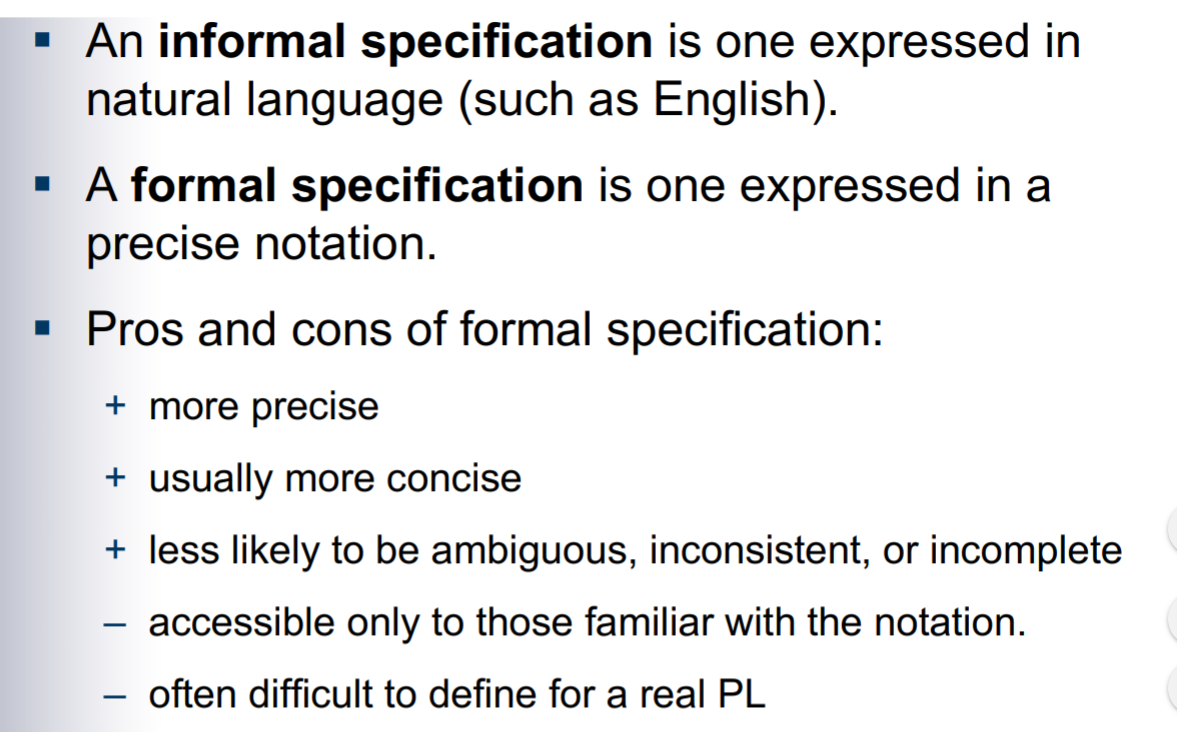 ▪ An informal specification is one expressed in
natural language (such as English).
▪ A formal specification is one expressed in a
precise notation.
▪ Pros and cons of formal specification:
+ more precise
+ usually more concise
+ less likely to be ambiguous, inconsistent, or incomplete
– accessible only to those familiar with the notation.
– often difficult to define for a real PL